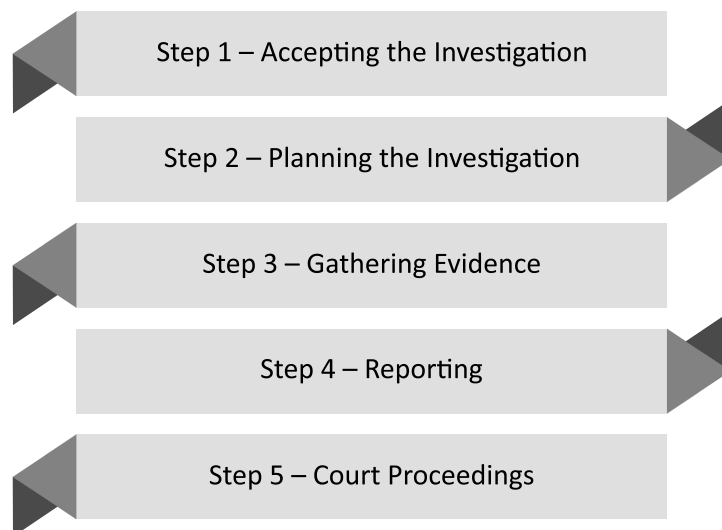 Step 1 – Accepting the Investigation
Step 2 – Planning the Investigation
Step 3 – Gathering Evidence
Step 4 – Reporting
Step 5 – Court Proceedings